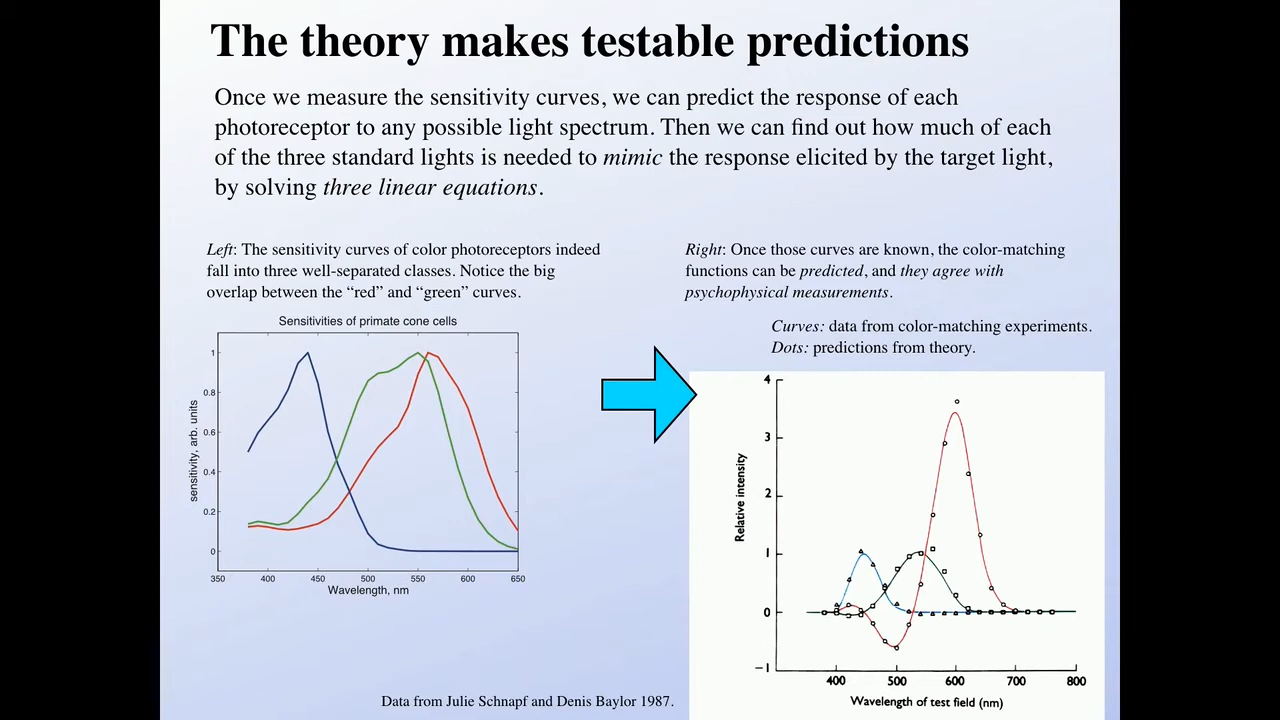 The theory makes testable predictions
Once we measure the sensitivity curves, we can predict the response of each
photoreceptor to any possible light spectrum. Then we can find out how much of each
of the three standard lights is needed to mimic the response elicited by the target light,
by solving three linear equations.
Left: The sensitivity curves of color photoreceptors indeed
fall into three well-separated classes. Notice the big
overlap between the “red” and “green” curves.
Sensitivities of primate cone cells
1
0.8
0.6
0.4
0.2
0
sensitivity, arb. units
350 400 450 500 550 600 650
Wavelength, nm
Right: Once those curves are known, the color-matching
functions can be predicted, and they agree with
psychophysical measurements.
Curves: data from color-matching experiments.
Dots: predictions from theory.
4
3
2
1
0
−1
Relative intensity
400 500 600 700 800
Wavelength of test field (nm)
Data from Julie Schnapf and Denis Baylor 1987.